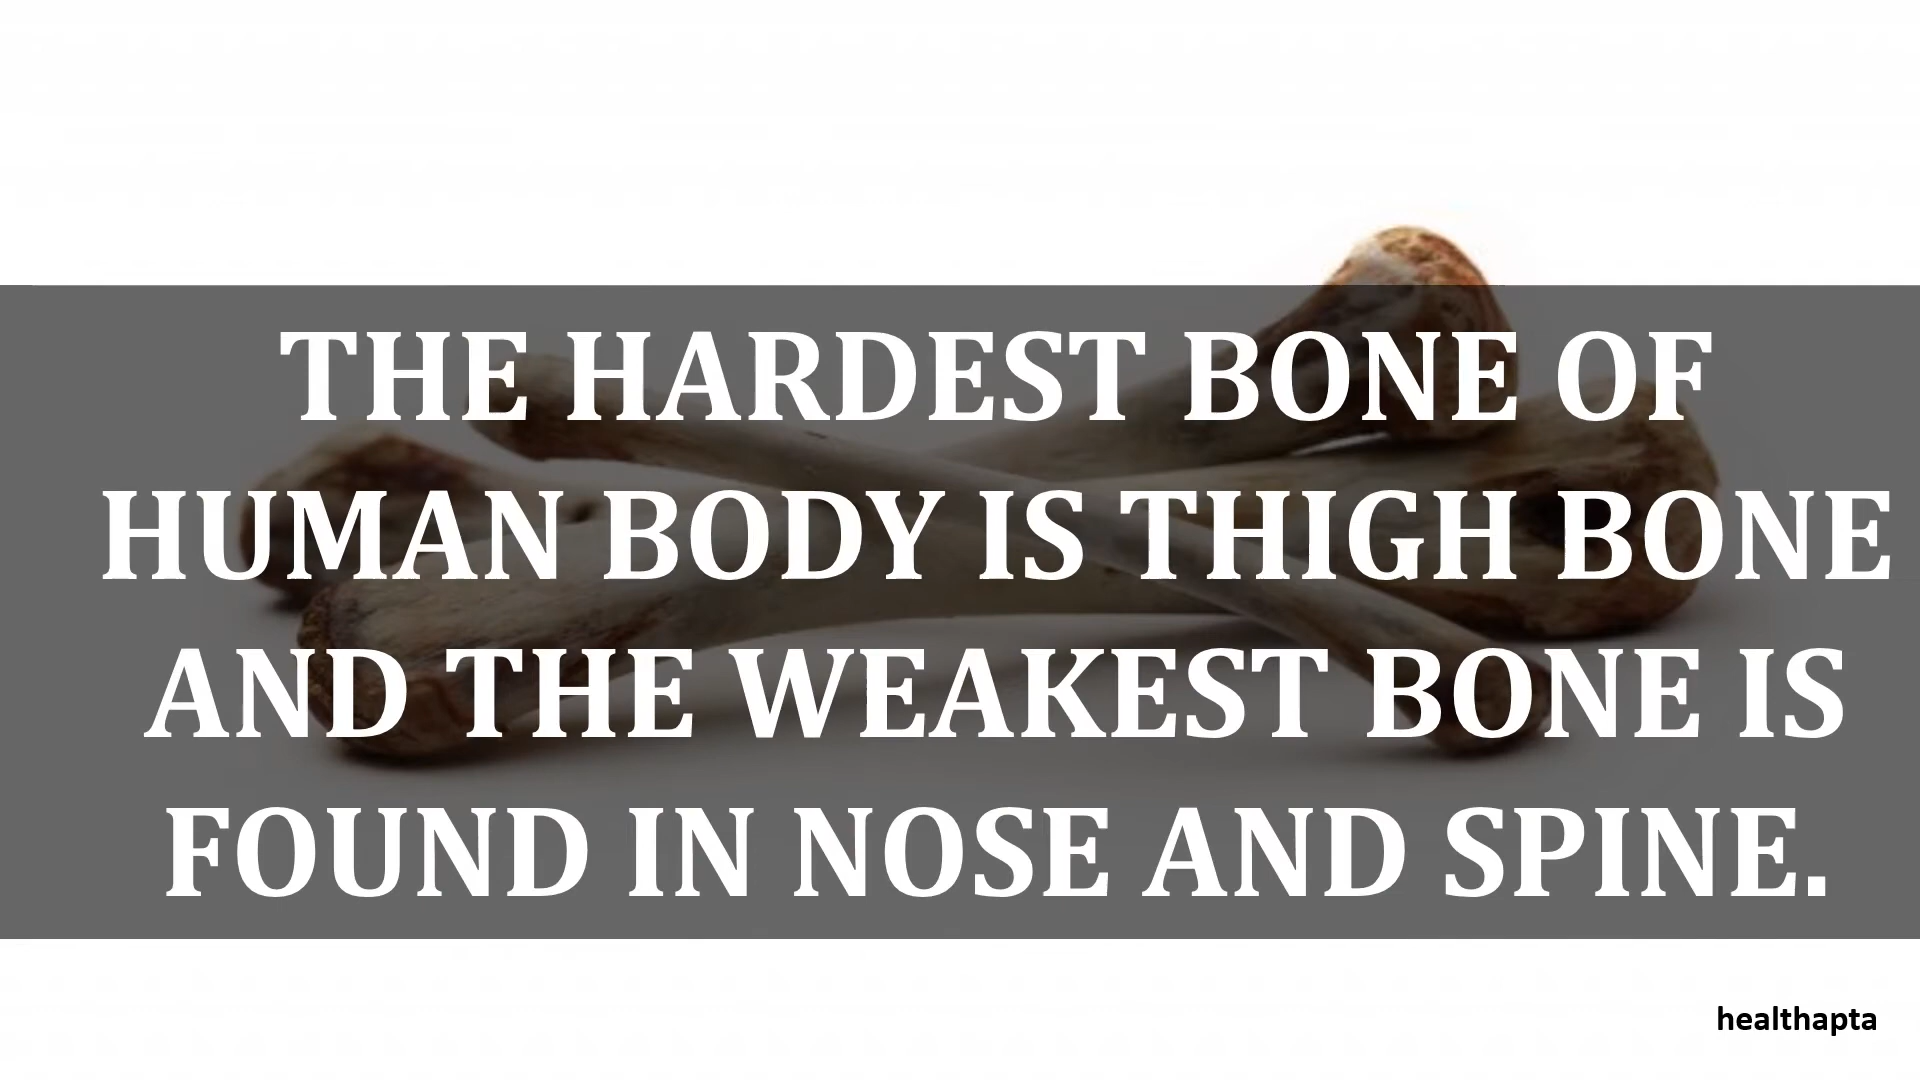 THE HARDEST BONE OF
HUMAN BODY IS THIGH BONE
AND THE WEAKEST BONE IS
FOUND IN NOSE AND SPINE.
healthapta